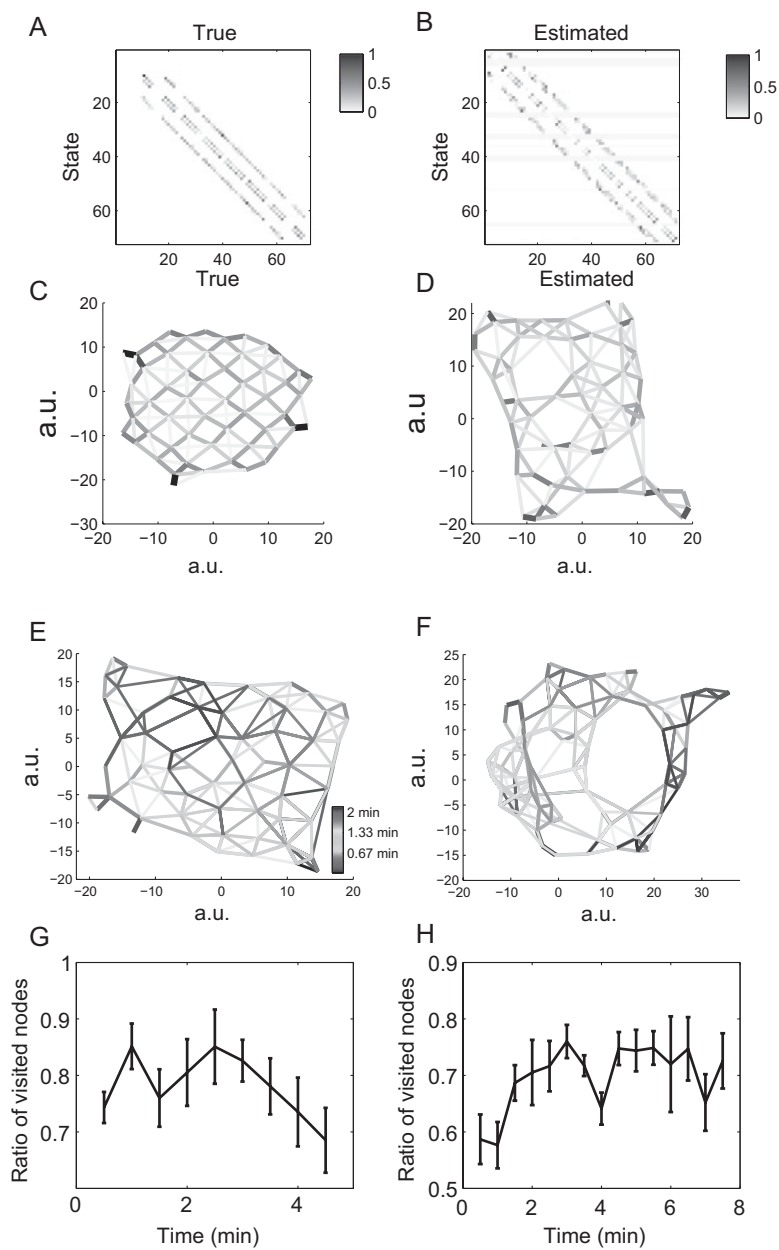 A
True
1
0.5
0
State
20
40
60
20 40 60
B
Estimated
1
0.5
0
State
20
40
60
20 40 60
C
True
20
10
0
−10
−20
−30
a.u.
−20 −10 0 10 20
a.u.
D
Estimated
20
10
0
−10
−20
a.u
−20 −10 0 10 20
a.u.
E
20
15
10
5
0
−5
−10
−15
−20
a.u.
2 min
1.33 min
0.67 min
−20 −10 0 10 20
a.u.
F
25
20
15
10
5
0
−5
−10
−15
−20
a.u.
−20 −10 0 10 20 30
a.u.
G
1
0.9
0.8
0.7
Ratio of visited nodes
0 2 4
Time (min)
H
0.9
0.8
0.7
0.6
0.5
Ratio of visited nodes
0 2 4 6 8
Time (min)